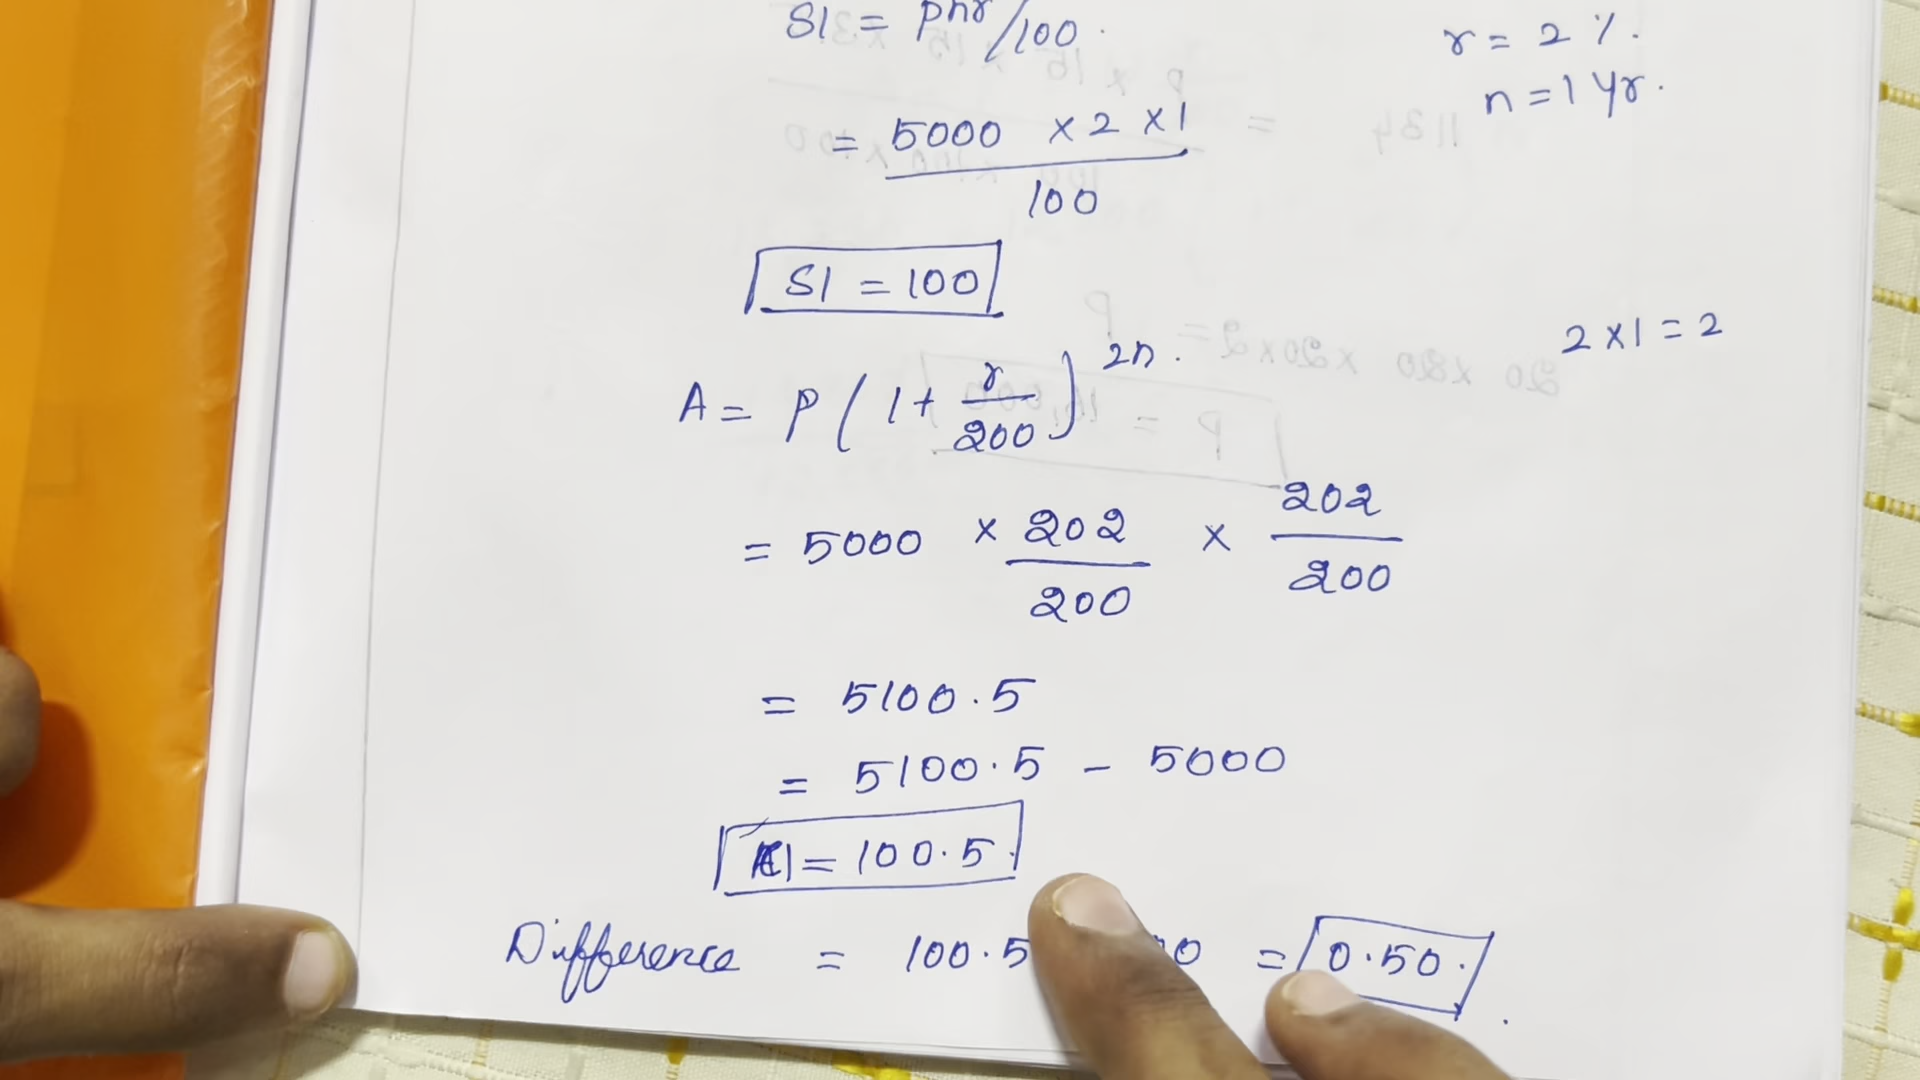 SI = pnr/100.
r = 2 %.
n = 1 yr.
= 5000 × 2 × 1
100
SI = 100
A = P ( 1 + r/200 ) 2n.
2 × 1 = 2
= 5000 × 202/200 × 202/200
= 5100.5
= 5100.5 - 5000
CI = 100.5.
Difference = 100.5 = 0.50.